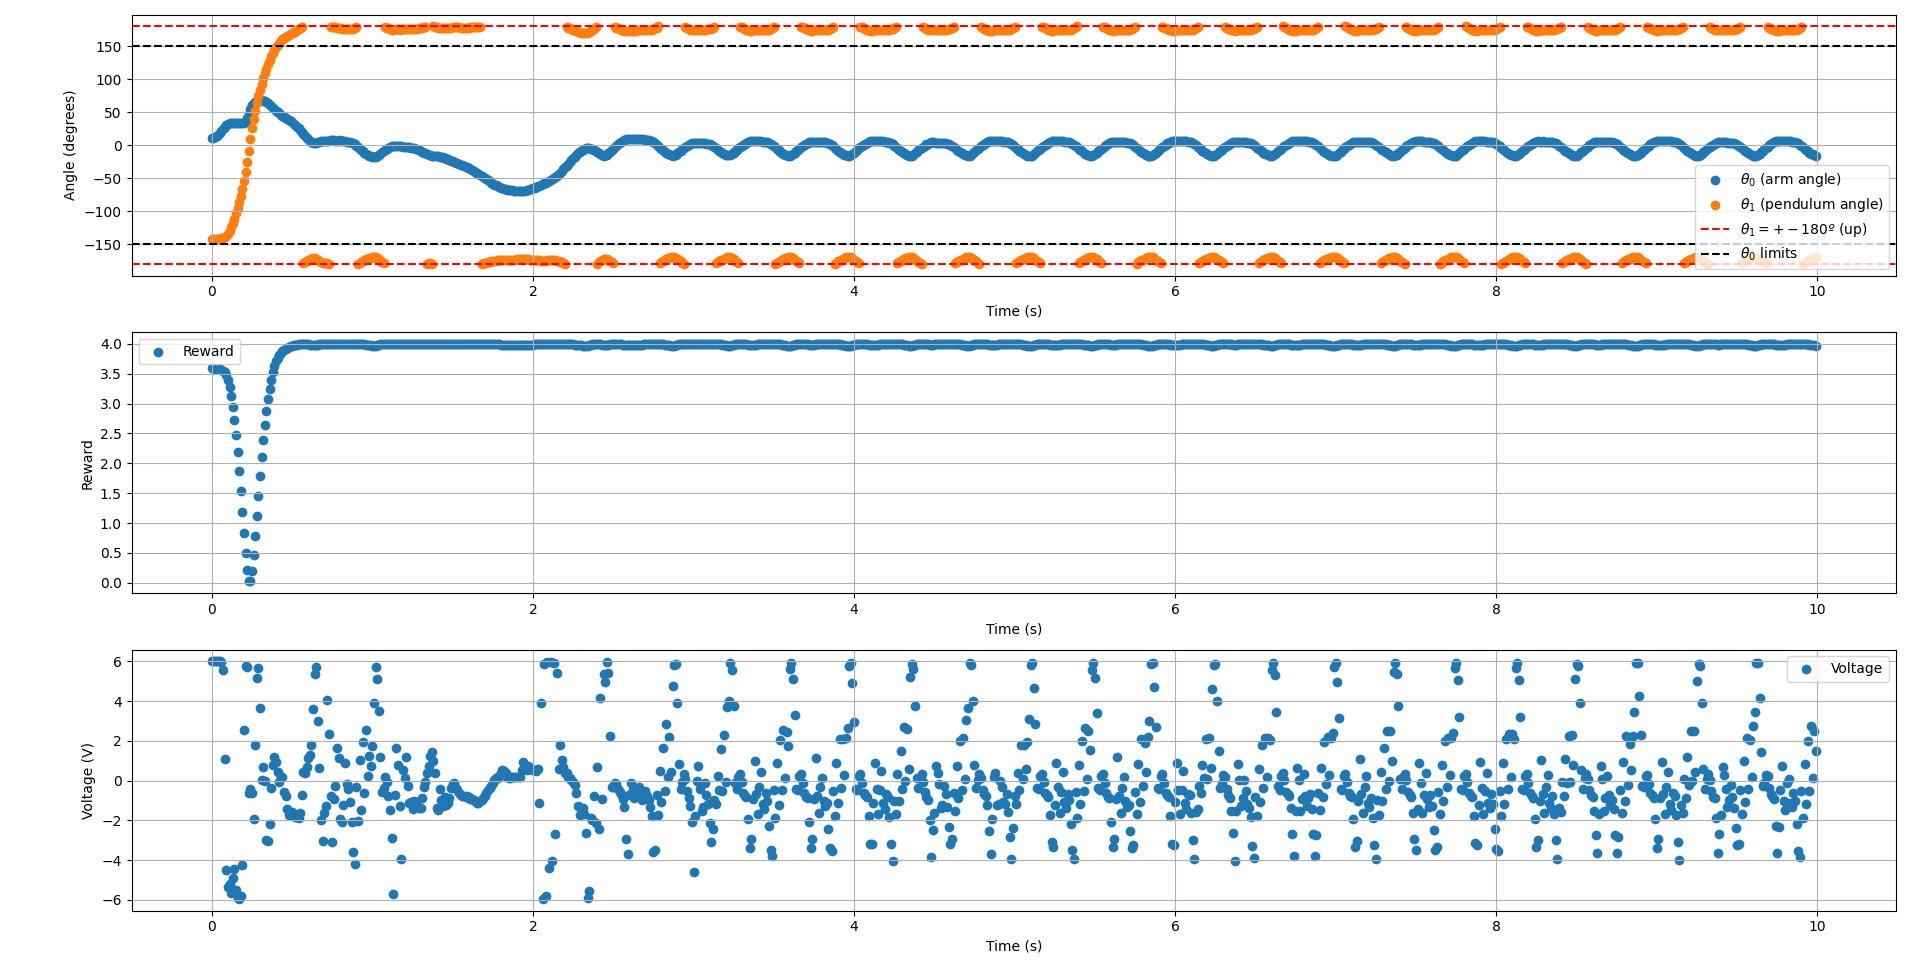 150
100
50
0
−50
−100
−150
Angle (degrees)
θ0 (arm angle)
θ1 (pendulum angle)
θ1 = + − 180º (up)
θ0 limits
0 2 4 6 8 10
Time (s)
4.0
3.5
3.0
2.5
2.0
1.5
1.0
0.5
0.0
Reward
Reward
0 2 4 6 8 10
Time (s)
6
4
2
0
−2
−4
−6
Voltage (V)
Voltage
0 2 4 6 8 10
Time (s)